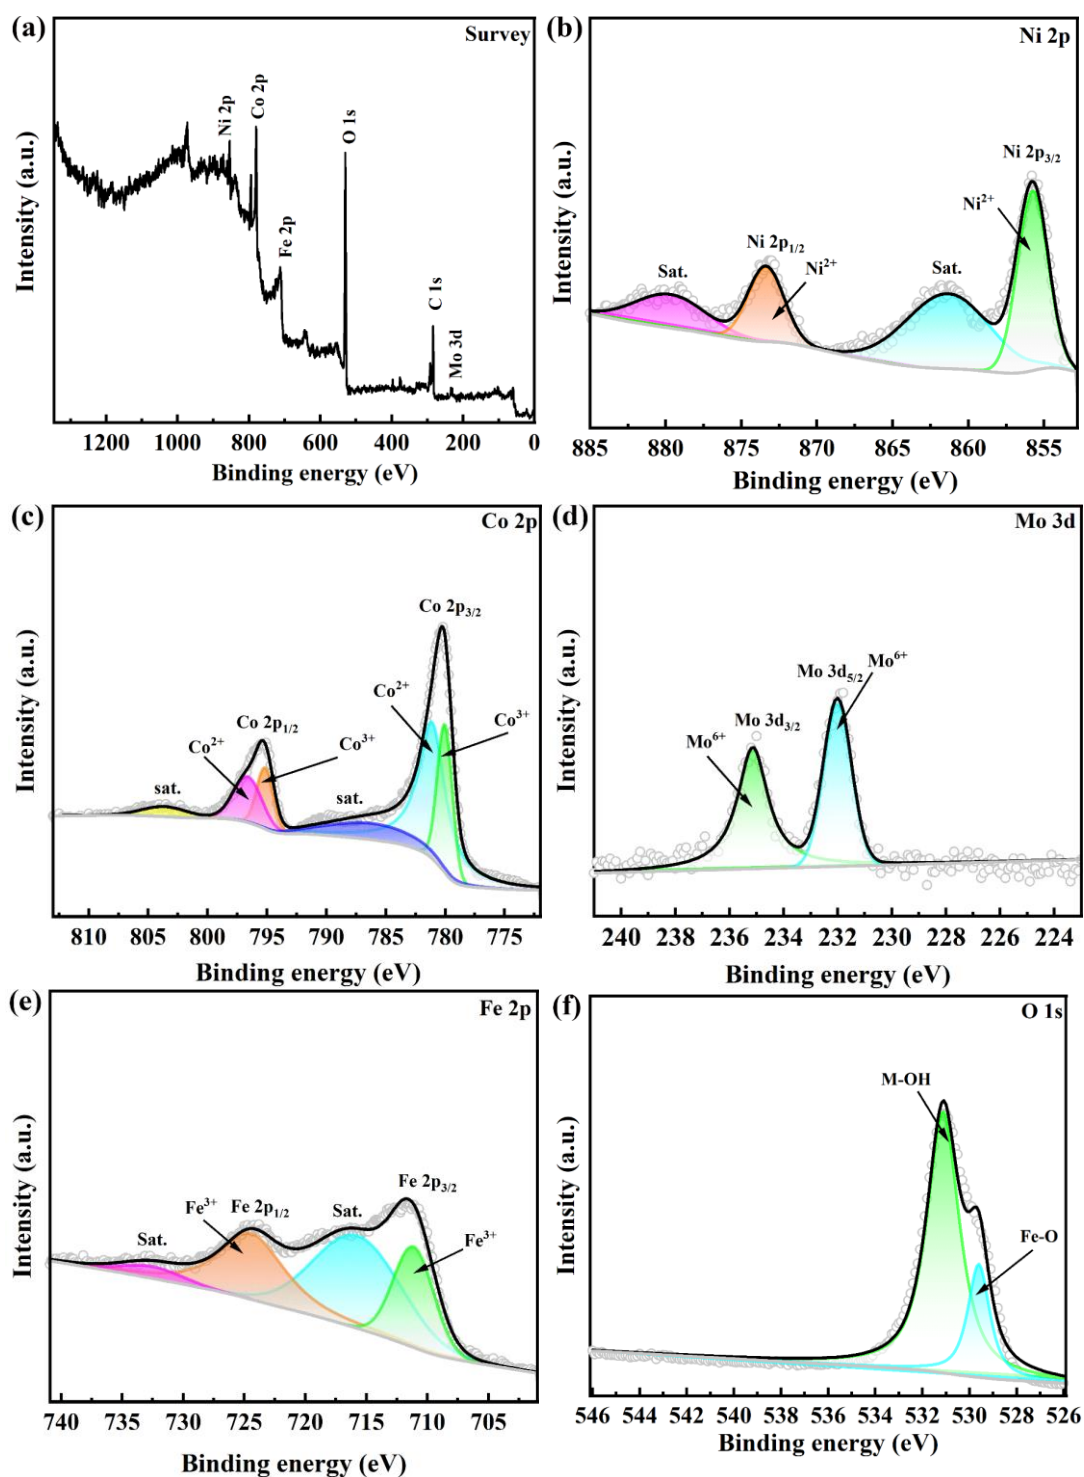 (a)
Survey
Ni 2p
Co 2p
Fe 2p
O 1s
C 1s
Mo 3d
Intensity (a.u.)
1200 1000 800 600 400 200 0
Binding energy (eV)
(b)
Ni 2p
Ni 2p3/2
Ni2+
Ni 2p1/2
Ni2+
Sat.
Sat.
Intensity (a.u.)
885 880 875 870 865 860 855
Binding energy (eV)
(c)
Co 2p
Co 2p3/2
Co2+
Co3+
Co 2p1/2
Co2+
Co3+
sat.
sat.
Intensity (a.u.)
810 805 800 795 790 785 780 775
Binding energy (eV)
(d)
Mo 3d
Mo 3d5/2
Mo6+
Mo 3d3/2
Mo6+
Intensity (a.u.)
240 238 236 234 232 230 228 226 224
Binding energy (eV)
(e)
Fe 2p
Fe 2p3/2
Fe3+
Fe 2p1/2
Fe3+
Sat.
Sat.
Intensity (a.u.)
740 735 730 725 720 715 710 705
Binding energy (eV)
(f)
O 1s
M-OH
Fe-O
Intensity (a.u.)
546 544 542 540 538 536 534 532 530 528 526
Binding energy (eV)